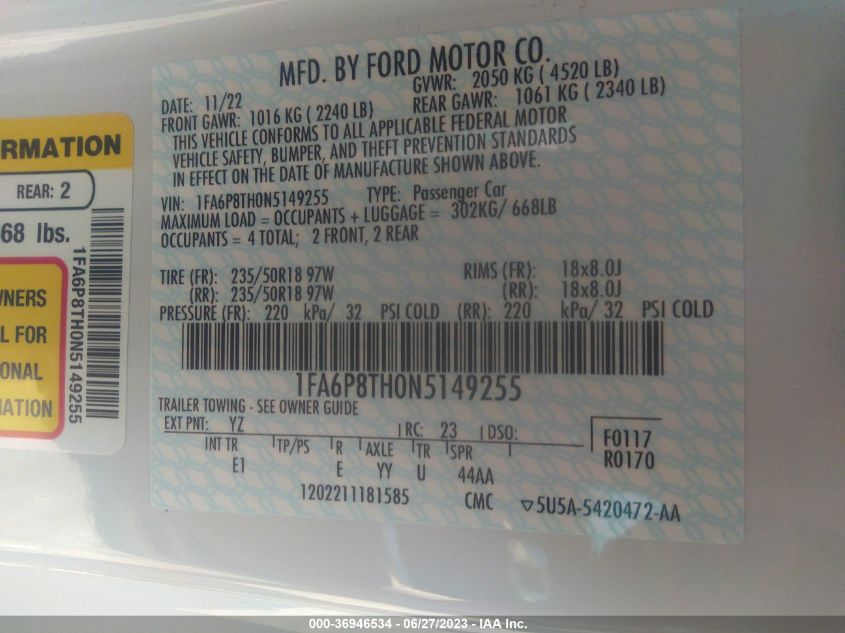 MFD. BY FORD MOTOR CO.
DATE: 11/22 GVWR: 2050 KG ( 4520 LB)
FRONT GAWR: 1016 KG ( 2240 LB) REAR GAWR: 1061 KG ( 2340 LB)
THIS VEHICLE CONFORMS TO ALL APPLICABLE FEDERAL MOTOR
VEHICLE SAFETY, BUMPER, AND THEFT PREVENTION STANDARDS
IN EFFECT ON THE DATE OF MANUFACTURE SHOWN ABOVE.
VIN: 1FA6P8TH0N5149255 TYPE: Passenger Car
MAXIMUM LOAD = OCCUPANTS + LUGGAGE = 302KG/ 668LB
OCCUPANTS = 4 TOTAL; 2 FRONT, 2 REAR
TIRE (FR): 235/50R18 97W RIMS (FR): 18x8.0J
(RR): 235/50R18 97W (RR): 18x8.0J
PRESSURE (FR): 220 kPa/ 32 PSI COLD (RR): 220 kPa/ 32 PSI COLD
1FA6P8TH0N5149255
TRAILER TOWING - SEE OWNER GUIDE
EXT PNT: YZ RC: 23 DSO:
INT TR TP/PS R AXLE TR SPR
E1 E YY U 44AA
F0117
R0170
1202211181585 CMC 5U5A-5420472-AA
RMATION
REAR: 2
68 lbs.
1FA6P8TH0N5149255
WNERS
L FOR
ONAL
MATION
000-36946534 - 06/27/2023 - IAA Inc.